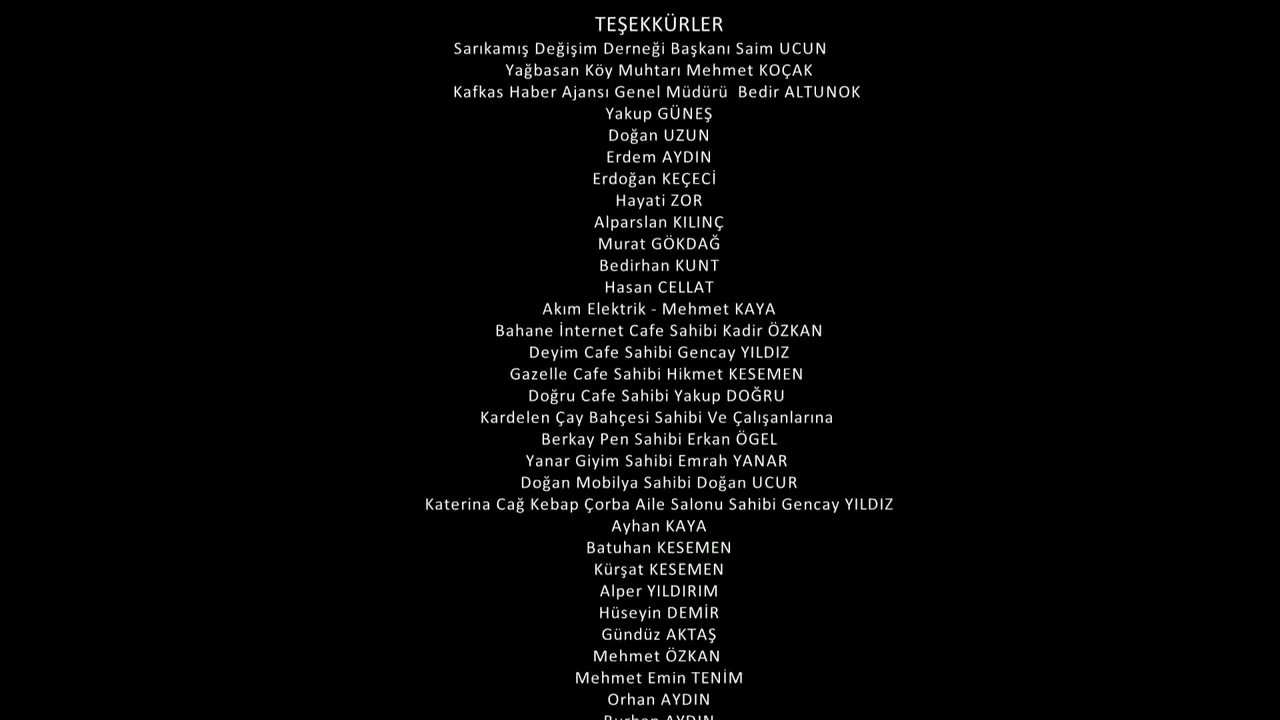 TEŞEKKÜRLER
Sarıkamış Değişim Derneği Başkanı Saim UCUN
Yağbasan Köy Muhtarı Mehmet KOÇAK
Kafkas Haber Ajansı Genel Müdürü  Bedir ALTUNOK
Yakup GÜNEŞ
Doğan UZUN
Erdem AYDIN
Erdoğan KEÇECİ
Hayati ZOR
Alparslan KILINÇ
Murat GÖKDAĞ
Bedirhan KUNT
Hasan CELLAT
Akım Elektrik - Mehmet KAYA
Bahane İnternet Cafe Sahibi Kadir ÖZKAN
Deyim Cafe Sahibi Gencay YILDIZ
Gazelle Cafe Sahibi Hikmet KESEMEN
Doğru Cafe Sahibi Yakup DOĞRU
Kardelen Çay Bahçesi Sahibi Ve Çalışanlarına
Berkay Pen Sahibi Erkan ÖGEL
Yanar Giyim Sahibi Emrah YANAR
Doğan Mobilya Sahibi Doğan UCUR
Katerina Cağ Kebap Çorba Aile Salonu Sahibi Gencay YILDIZ
Ayhan KAYA
Batuhan KESEMEN
Kürşat KESEMEN
Alper YILDIRIM
Hüseyin DEMİR
Gündüz AKTAŞ
Mehmet ÖZKAN
Mehmet Emin TENİM
Orhan AYDIN
Burhan AYDIN